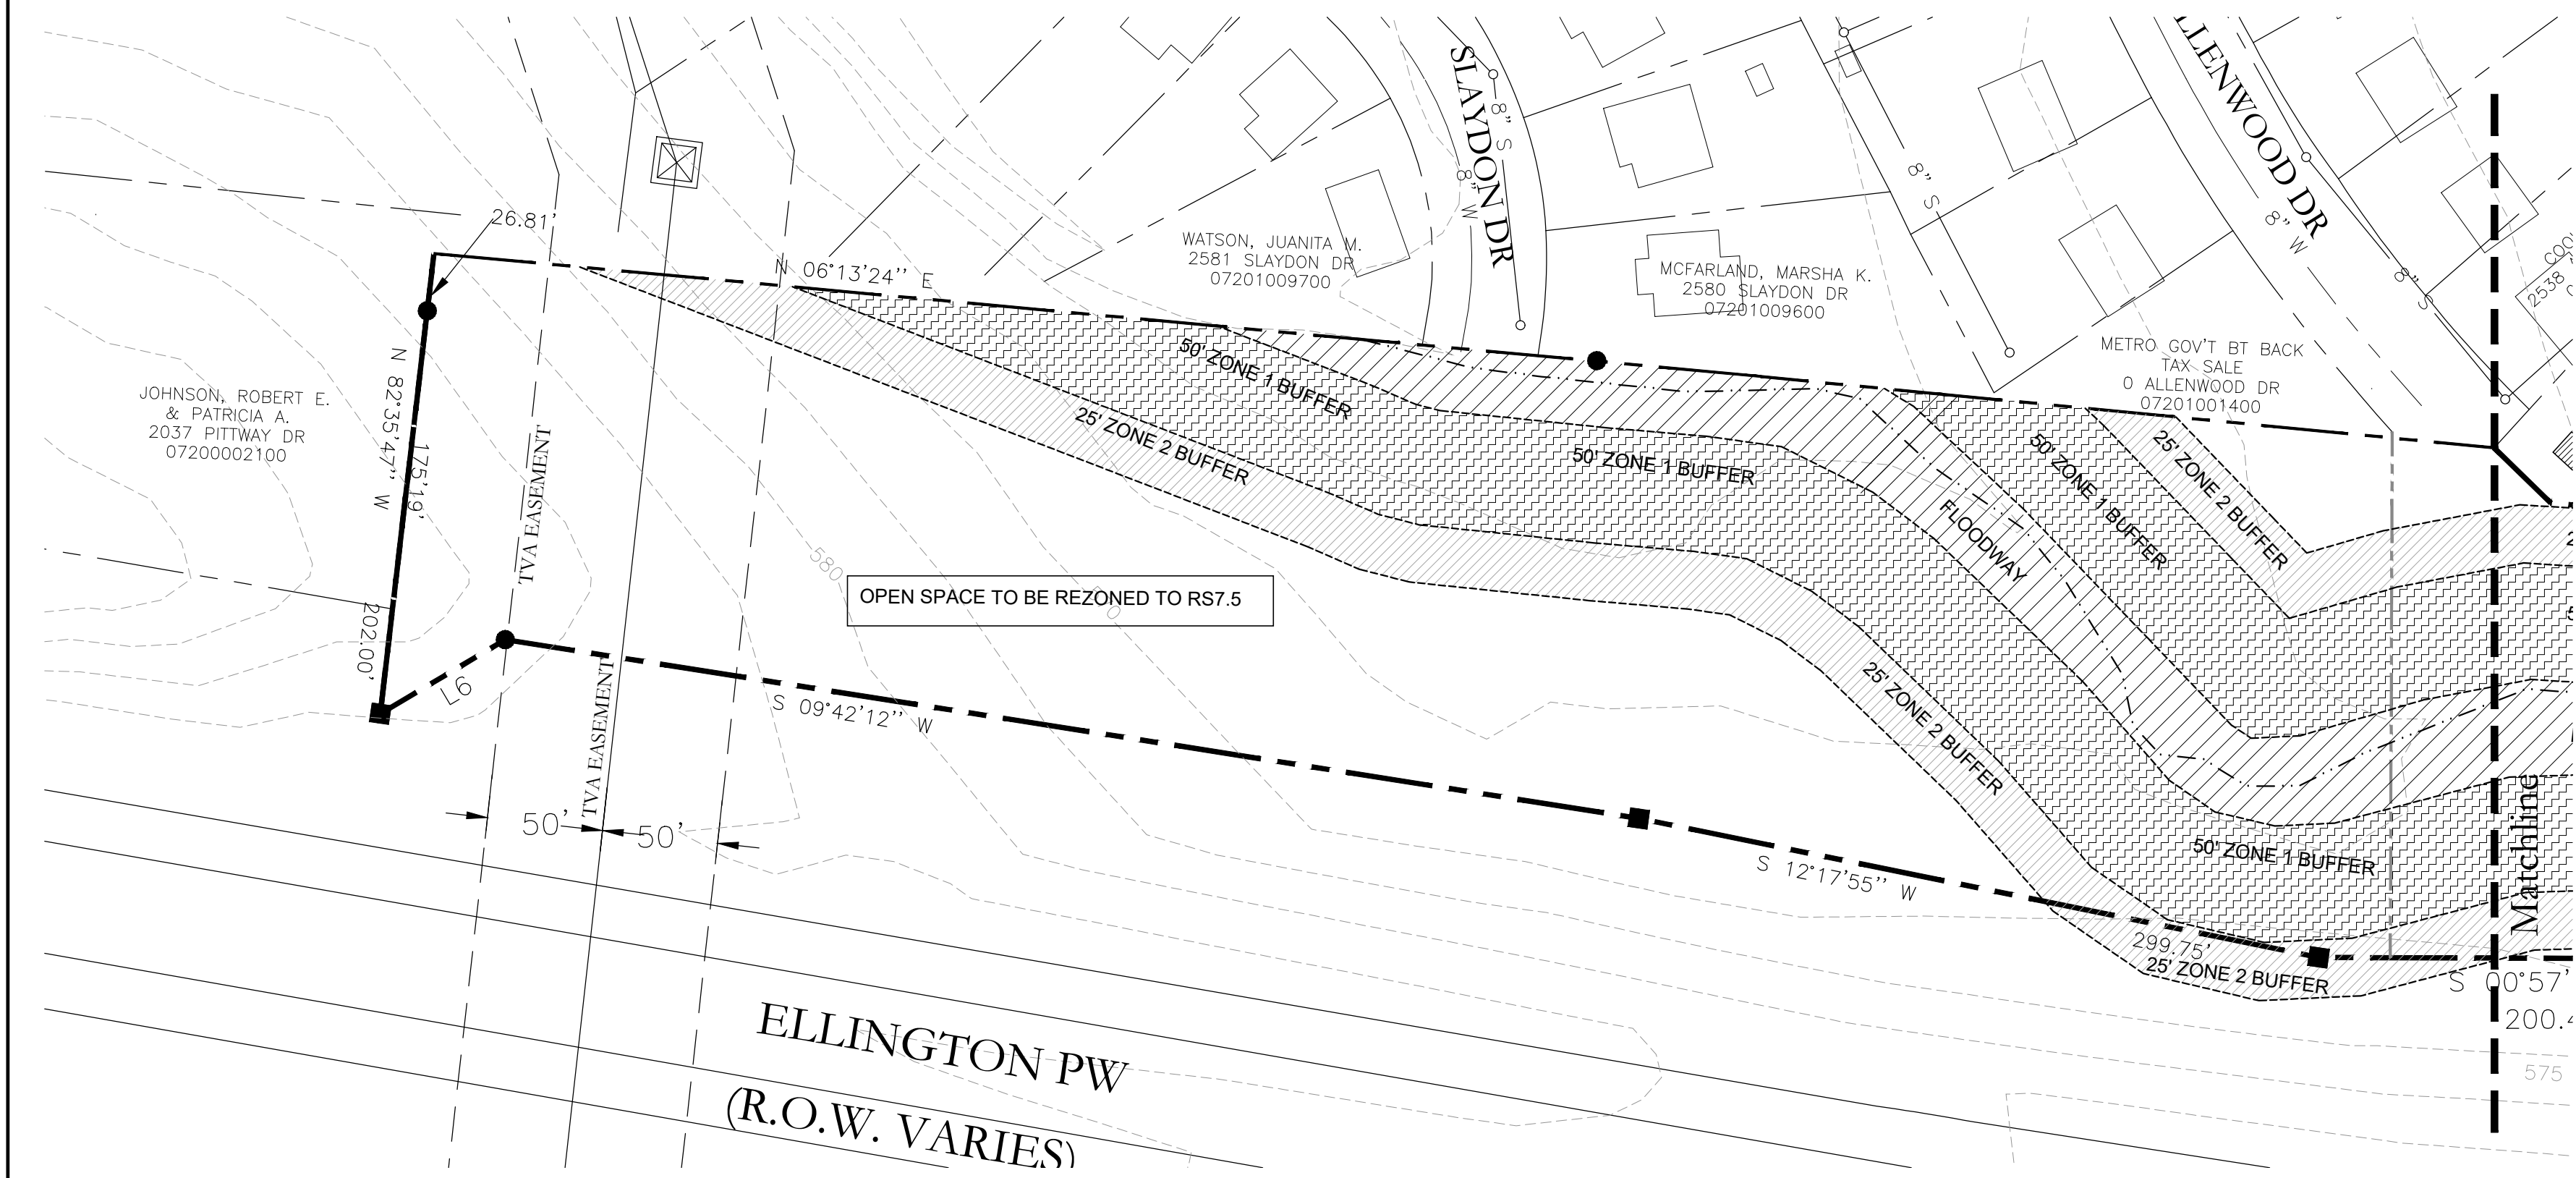 SLAYDON DR
8" S
8" W
8" S
LLENWOOD DR
8" W
8" S
2538
26.81'
N 06°13'24'' E
WATSON, JUANITA M.
2581 SLAYDON DR
07201009700
MCFARLAND, MARSHA K.
2580 SLAYDON DR
07201009600
METRO GOV'T BT BACK
TAX SALE
0 ALLENWOOD DR
07201001400
JOHNSON, ROBERT E.
& PATRICIA A.
2037 PITTWAY DR
07200002100
N 82°35'47'' W
175.19'
202.00'
L6
TVA EASEMENT
TVA EASEMENT
50'
50'
50' ZONE 1 BUFFER
25' ZONE 2 BUFFER
50' ZONE 1 BUFFER
FLOODWAY
50' ZONE 1 BUFFER
25' ZONE 2 BUFFER
25' ZONE 2 BUFFER
50' ZONE 1 BUFFER
25' ZONE 2 BUFFER
580
OPEN SPACE TO BE REZONED TO RS7.5
S 09°42'12'' W
S 12°17'55'' W
299.75'
S 00°57'
200.4
575
Matchline
ELLINGTON PW
(R.O.W. VARIES)